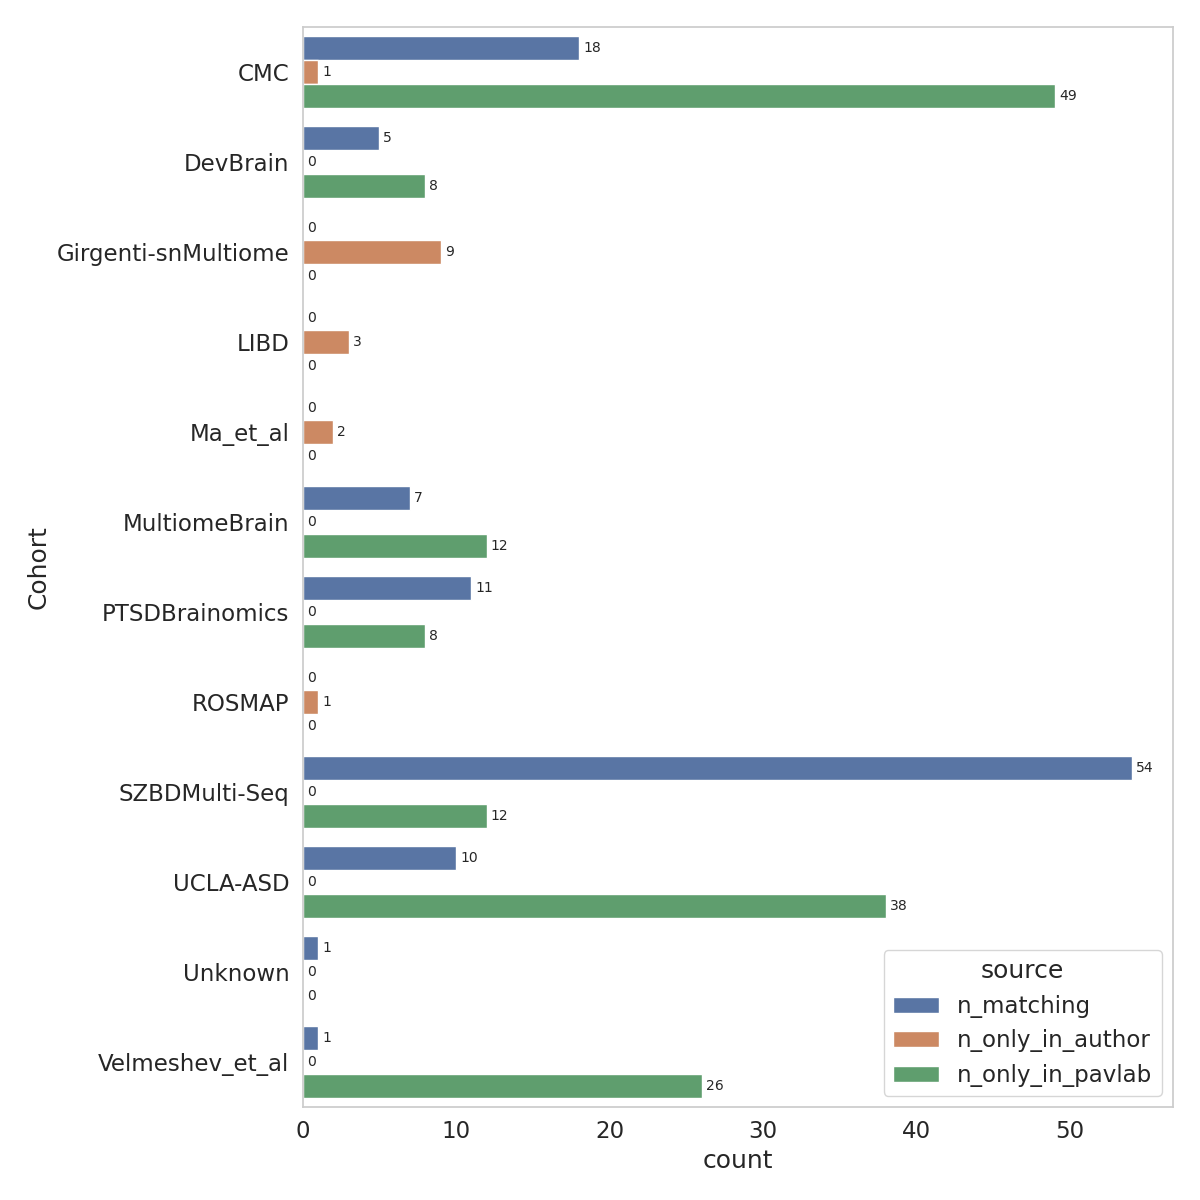 CMC
18
1
49
DevBrain
5
0
8
Girgenti-snMultiome
0
9
0
LIBD
0
3
0
Ma_et_al
0
2
0
MultiomeBrain
7
0
12
PTSDBrainomics
11
0
8
ROSMAP
0
1
0
SZBDMulti-Seq
54
0
12
UCLA-ASD
10
0
38
Unknown
1
0
0
Velmeshev_et_al
1
0
26
Cohort
source
n_matching
n_only_in_author
n_only_in_pavlab
0 10 20 30 40 50
count